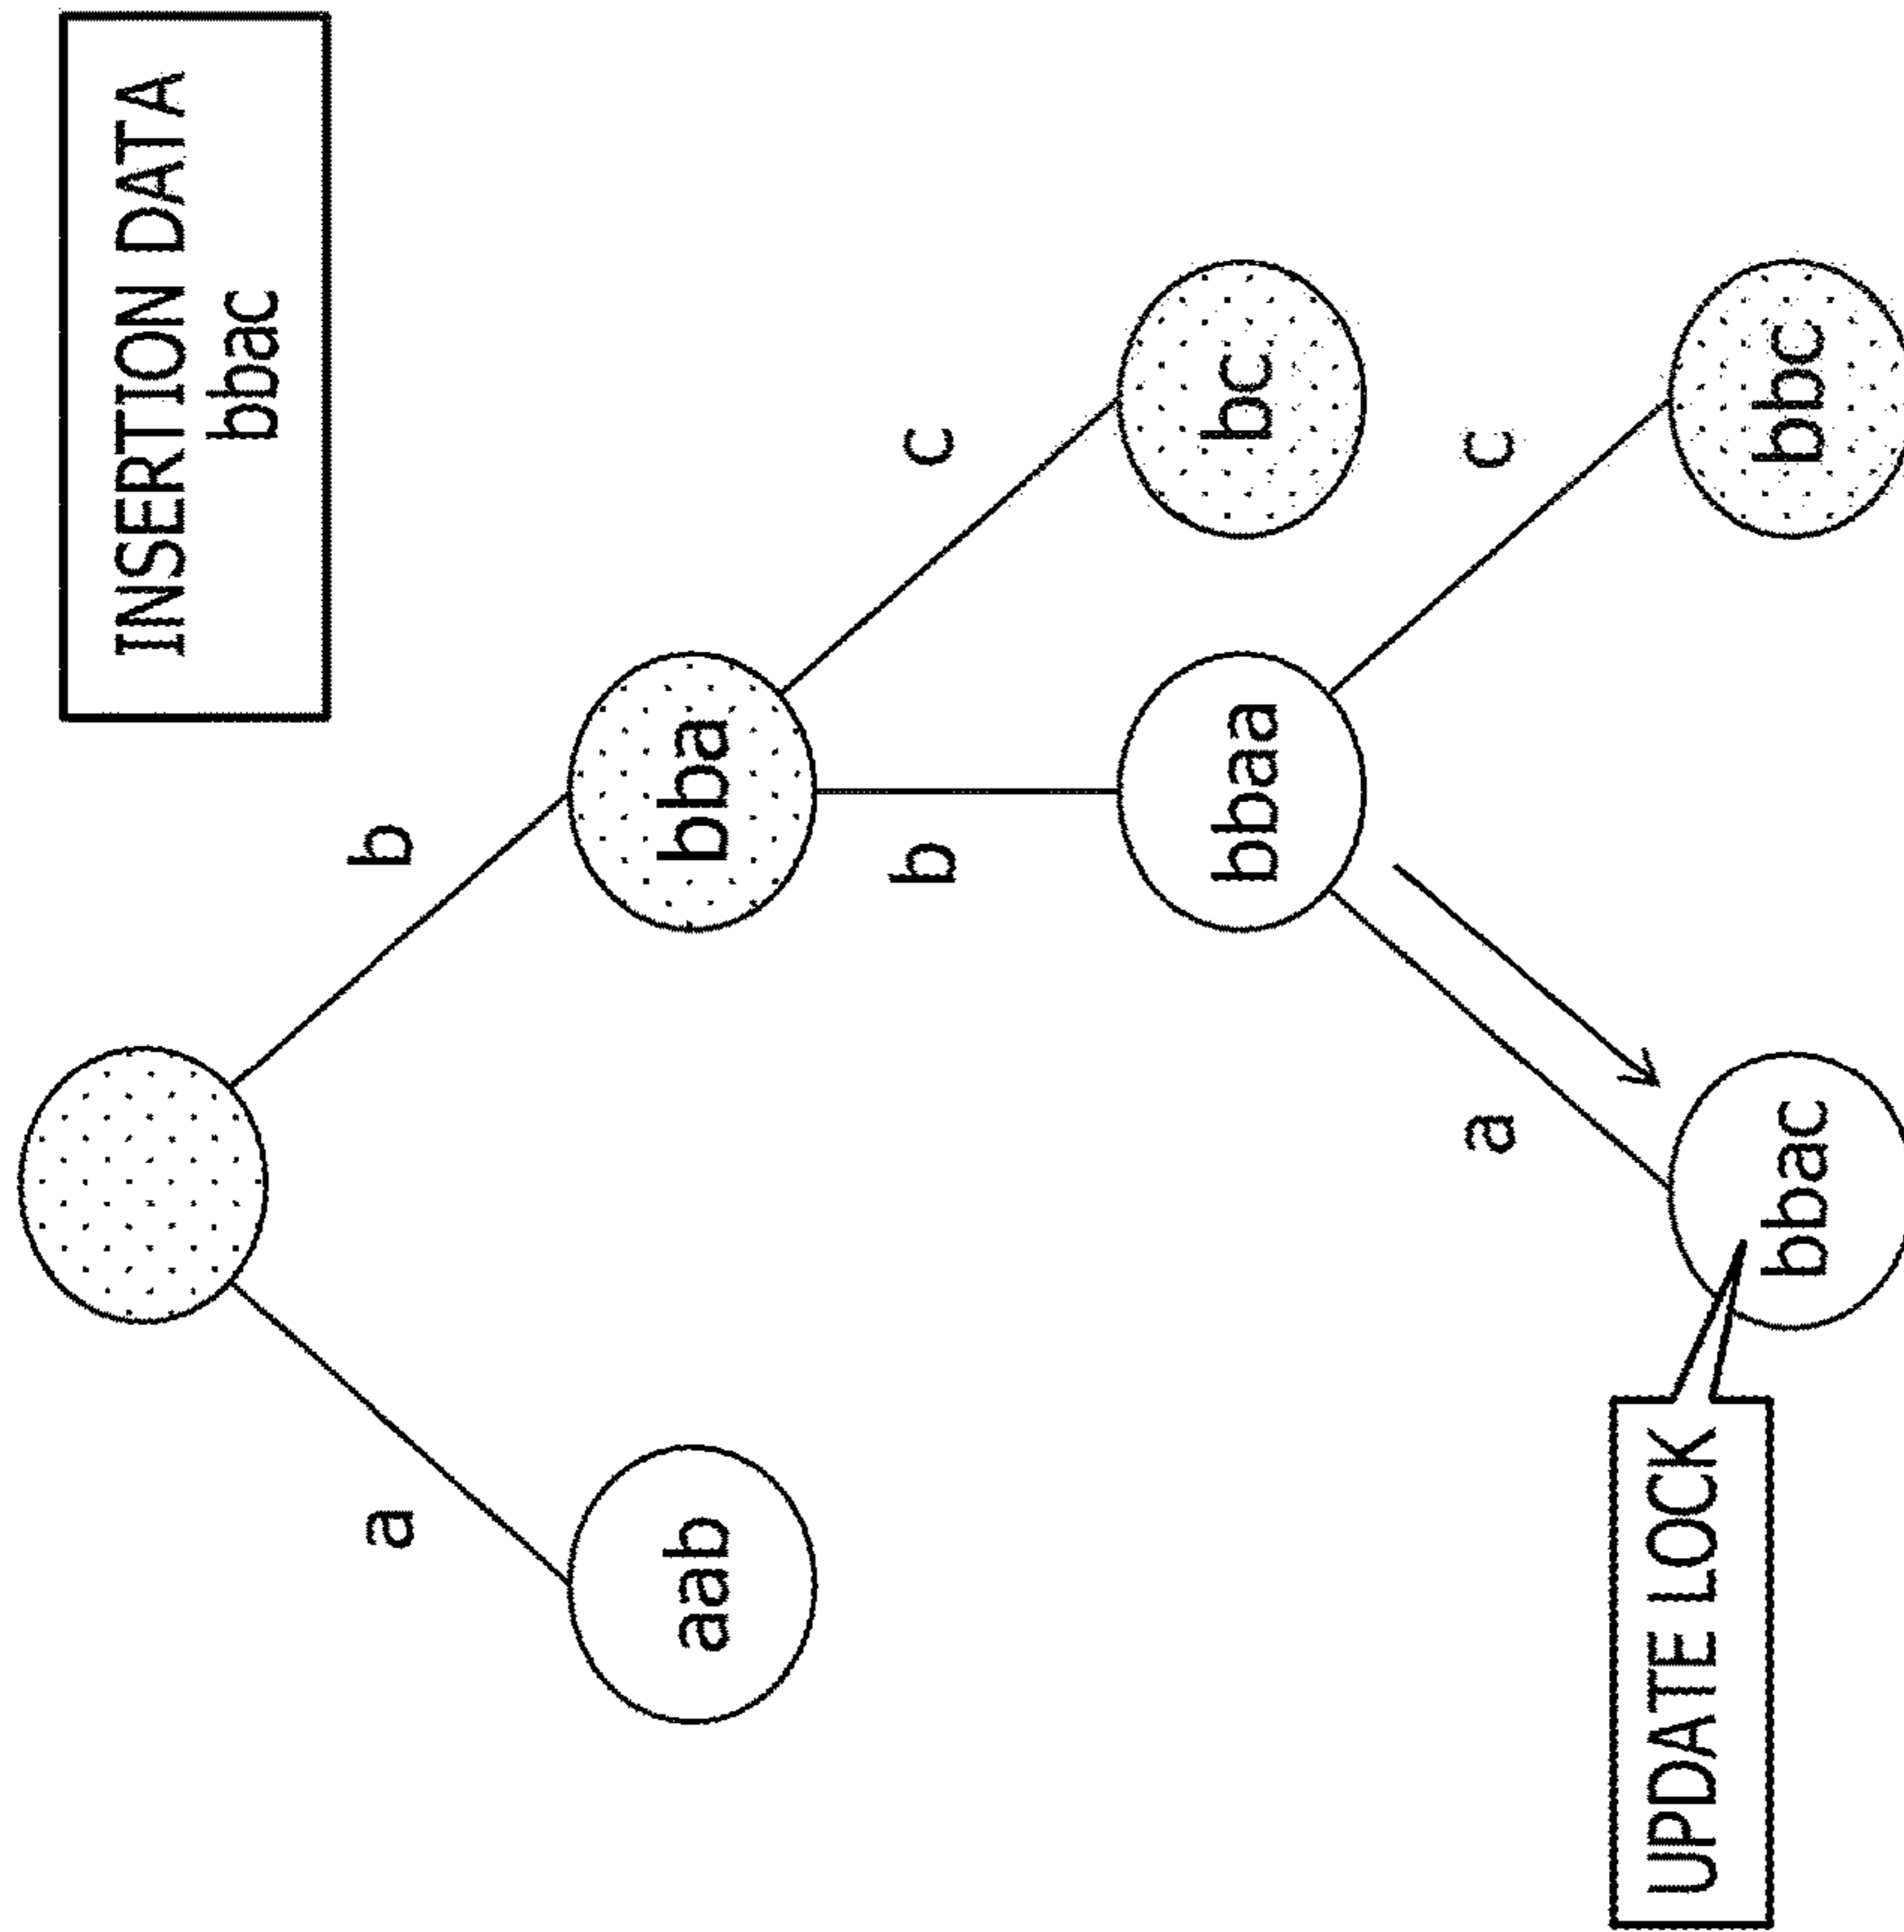 INSERTION DATA
bbac
b
a
bba
aab
c
b
bc
bbaa
c
a
bbc
bbac
UPDATE LOCK